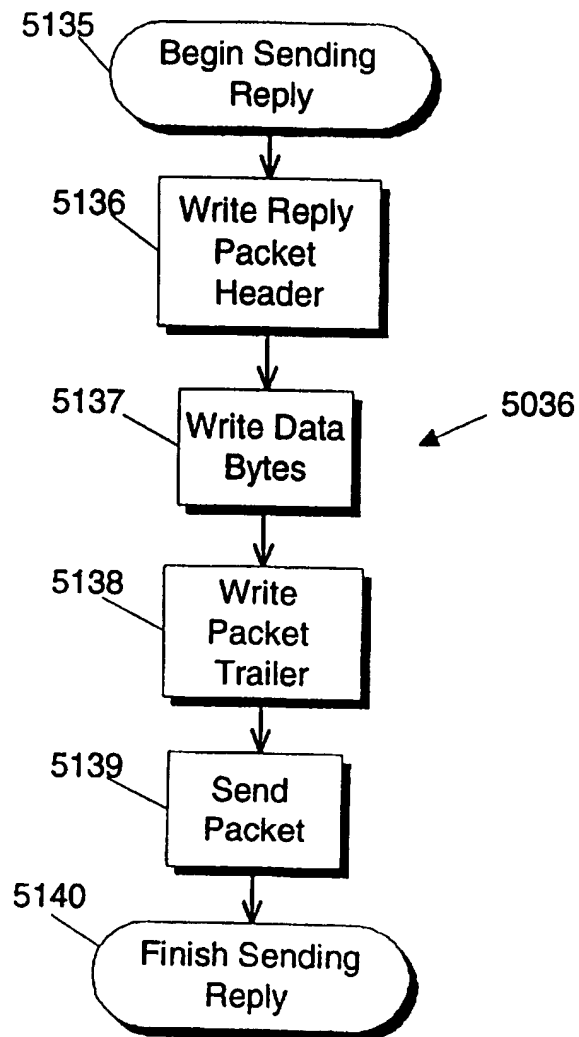 5135
Begin Sending
Reply
5136
Write Reply
Packet
Header
5137
Write Data
Bytes
5036
5138
Write
Packet
Trailer
5139
Send
Packet
5140
Finish Sending
Reply